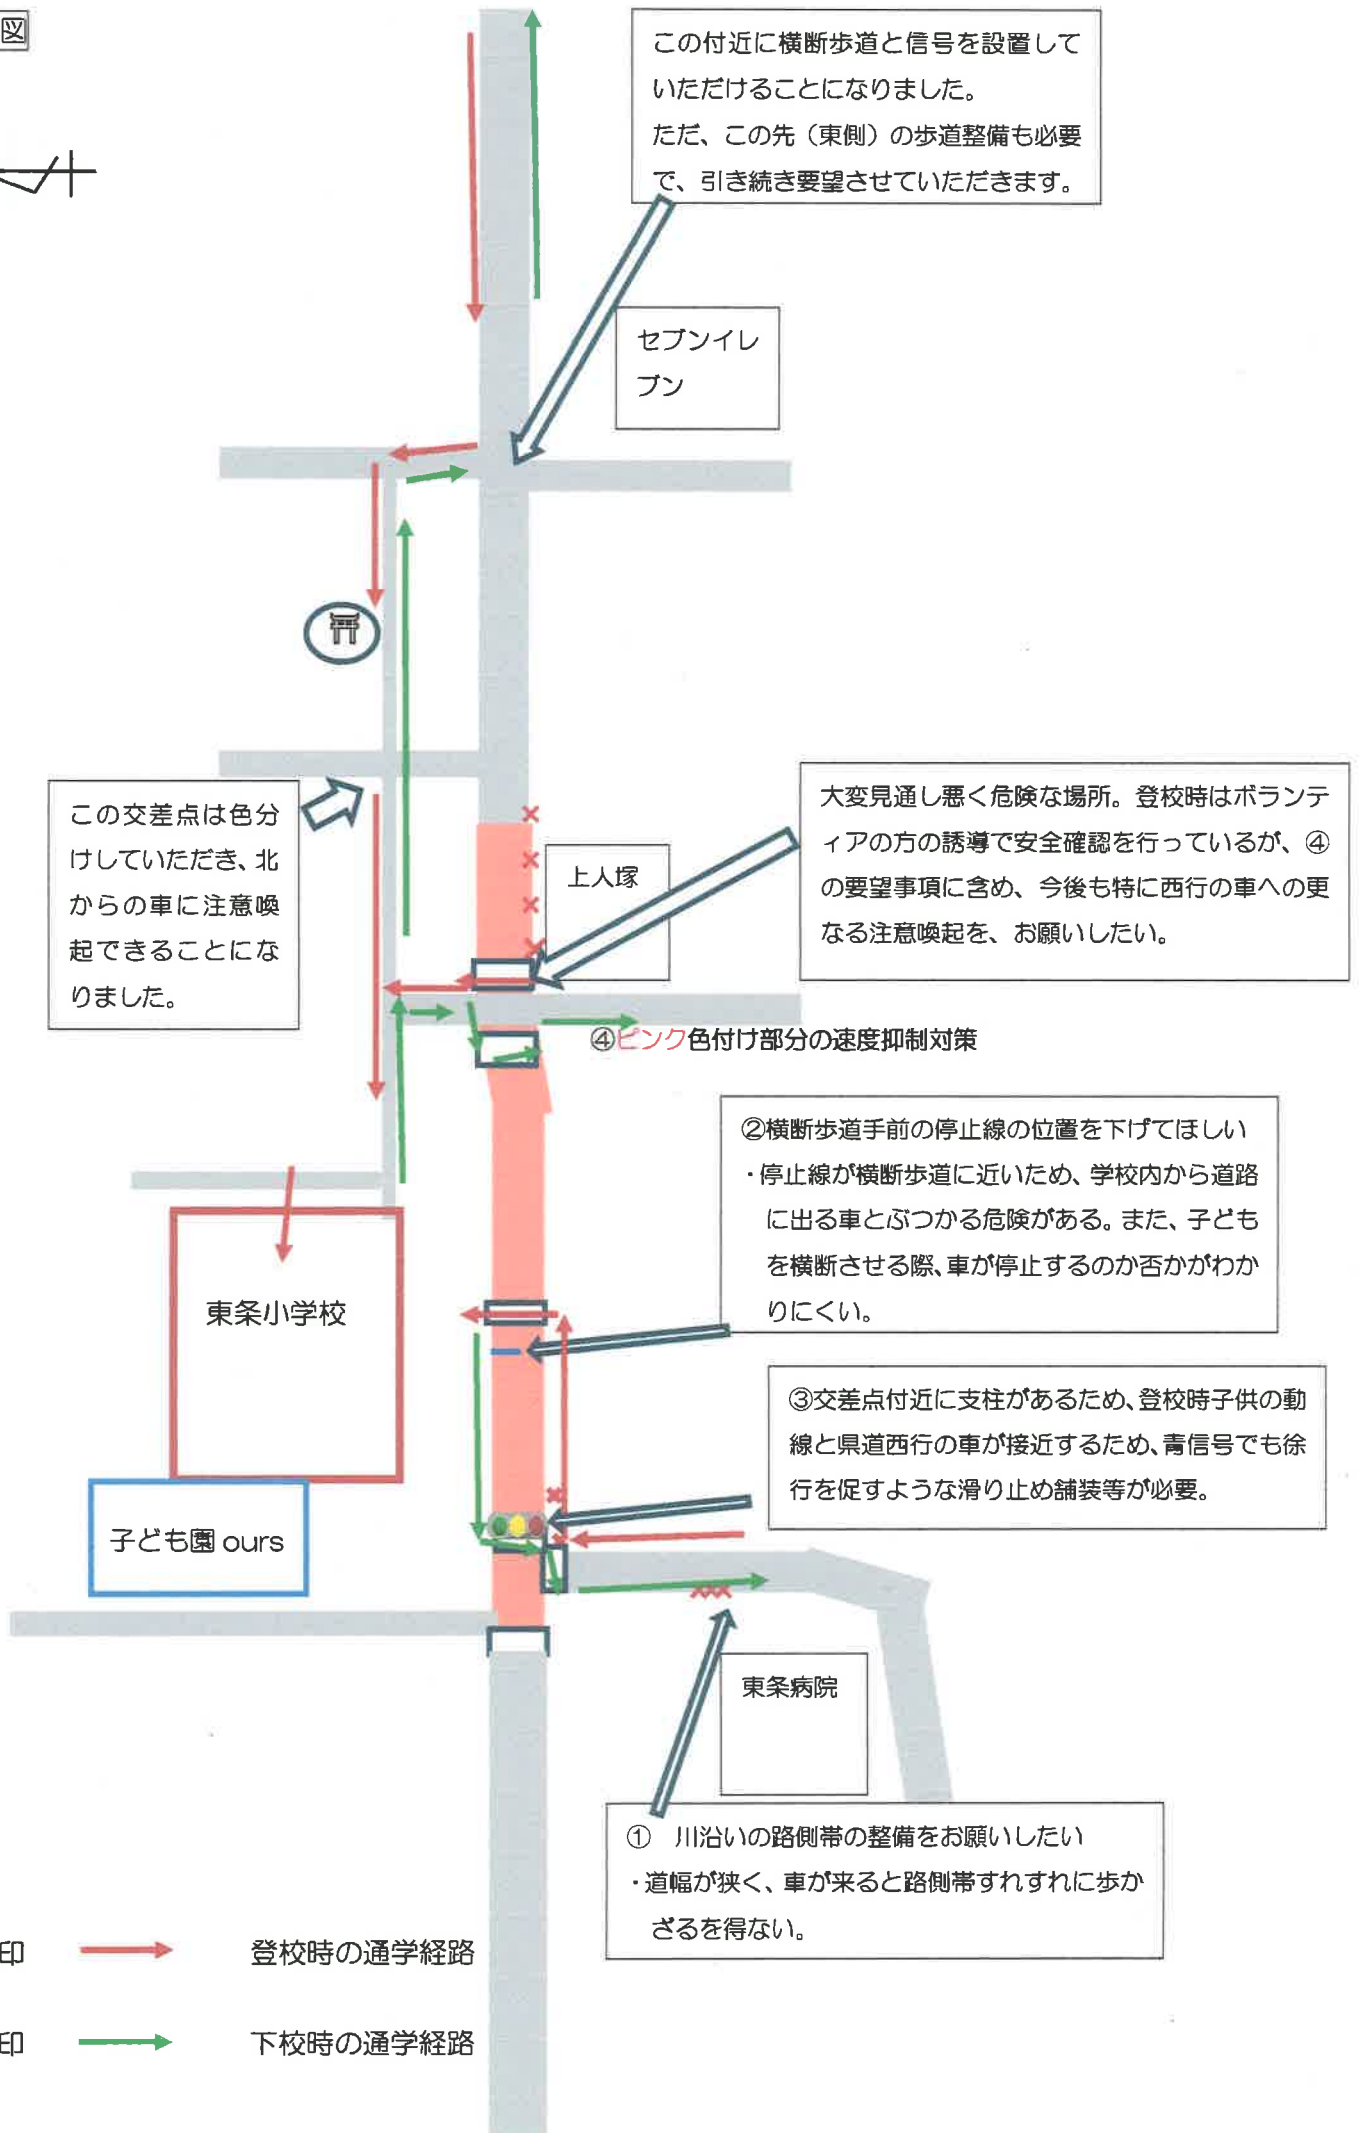 図
この付近に横断歩道と信号を設置して
いただけることになりました。
ただ、この先（東側）の歩道整備も必要
で、引き続き要望させていただきます。
セブンイレ
ブン
この交差点は色分
けしていただき、北
からの車に注意喚
起できることにな
りました。
上人塚
大変見通し悪く危険な場所。登校時はボランテ
ィアの方の誘導で安全確認を行っているが、④
の要望事項に含め、今後も特に西行の車への更
なる注意喚起を、お願いしたい。
④ピンク色付け部分の速度抑制対策
②横断歩道手前の停止線の位置を下げてほしい
・停止線が横断歩道に近いため、学校内から道路
に出る車とぶつかる危険がある。また、子ども
を横断させる際、車が停止するのか否かがわか
りにくい。
東条小学校
③交差点付近に支柱があるため、登校時子供の動
線と県道西行の車が接近するため、青信号でも徐
行を促すような滑り止め舗装等が必要。
子ども園 ours
東条病院
①　川沿いの路側帯の整備をお願いしたい
・道幅が狭く、車が来ると路側帯すれすれに歩か
ざるを得ない。
印　登校時の通学経路
印　下校時の通学経路